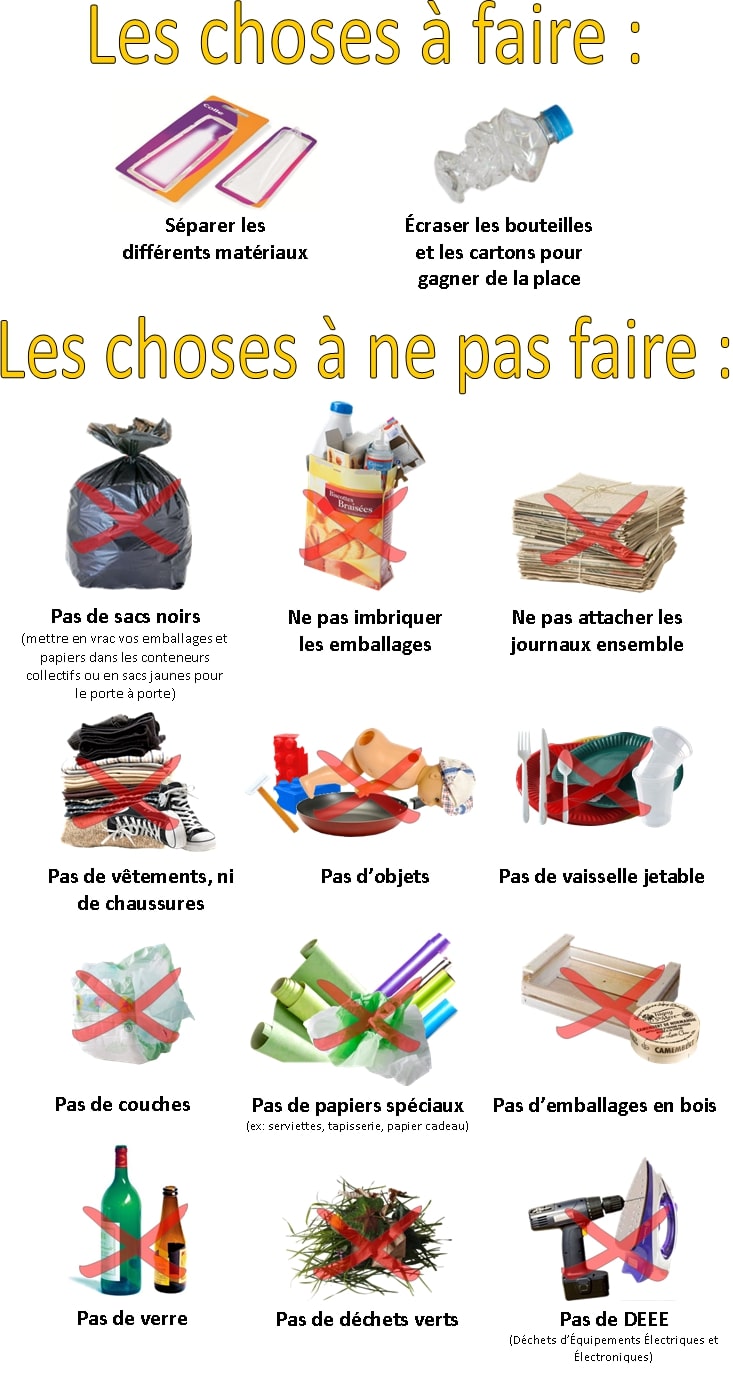 Les choses à faire :
Colle
Séparer les
différents matériaux
Écraser les bouteilles
et les cartons pour
gagner de la place
Les choses à ne pas faire :
Biscottes
Braisées
Pas de sacs noirs
(mettre en vrac vos emballages et
papiers dans les conteneurs
collectifs ou en sacs jaunes pour
le porte à porte)
Ne pas imbriquer
les emballages
Ne pas attacher les
journaux ensemble
Pas de vêtements, ni
de chaussures
Pas d’objets
Pas de vaisselle jetable
CAMEMBERT DE NORMANDIE
CAMEMBERT
Pas de couches
Pas de papiers spéciaux
(ex: serviettes, tapisserie, papier cadeau)
Pas d’emballages en bois
Pas de verre
Pas de déchets verts
Pas de DEEE
(Déchets d’Équipements Électriques et
Électroniques)